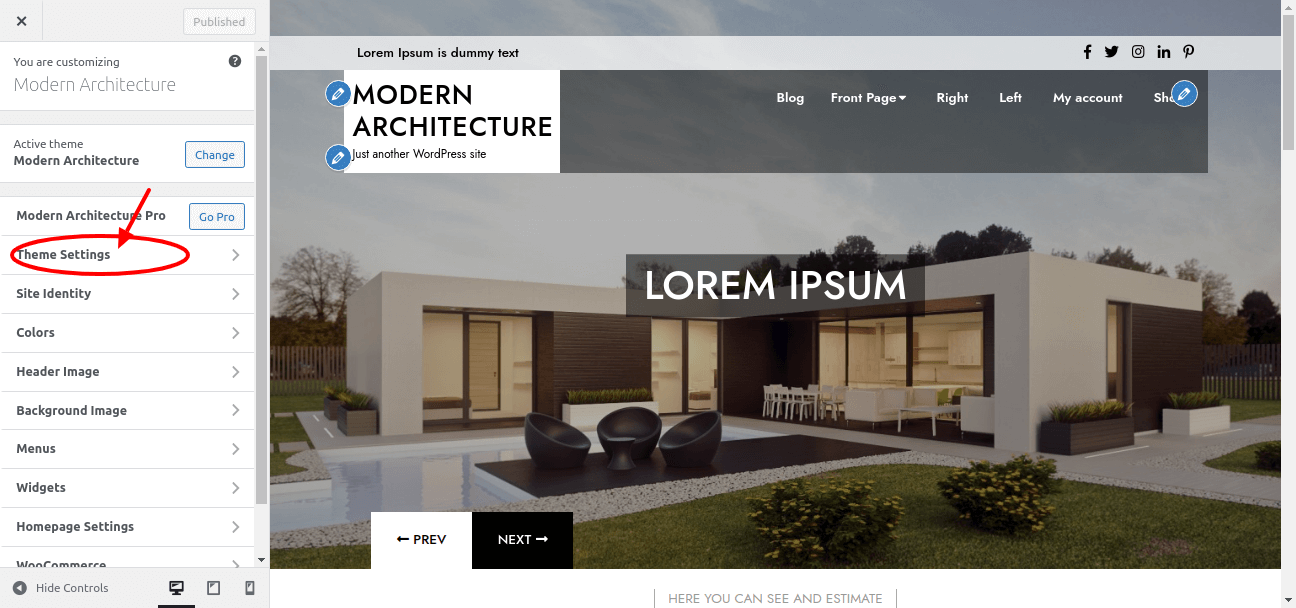 Published
You are customizing
Modern Architecture
Active theme
Modern Architecture
Change
Modern Architecture Pro
Go Pro
Theme Settings
Site Identity
Colors
Header Image
Background Image
Menus
Widgets
Homepage Settings
WooCommerce
Hide Controls
Lorem Ipsum is dummy text
MODERN
ARCHITECTURE
Just another WordPress site
Blog Front Page Right Left My account
LOREM IPSUM
PREV NEXT
HERE YOU CAN SEE AND ESTIMATE